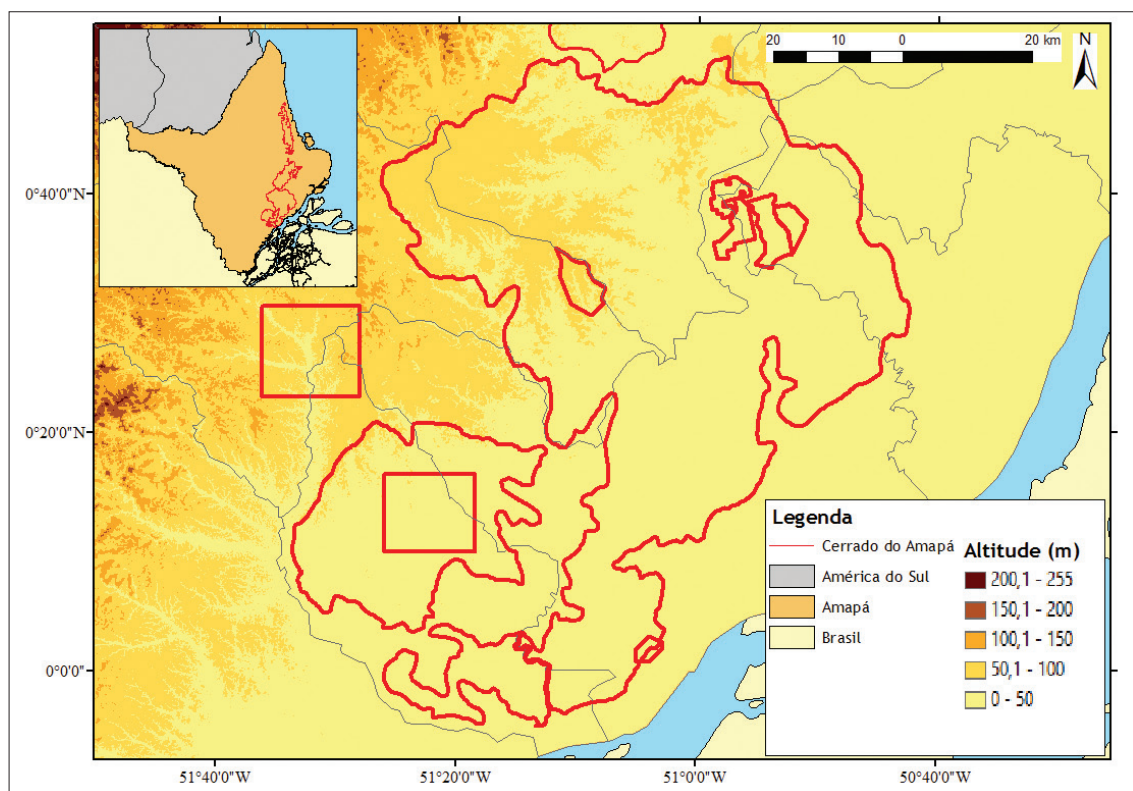 20 10 0 20 km
N
0°40'0"N
0°20'0"N
0°0'0"
51°40'0"W 51°20'0"W 51°0'0"W 50°40'0"W
Legenda
Cerrado do Amapá
América do Sul
Amapá
Brasil
Altitude (m)
200,1 - 255
150,1 - 200
100,1 - 150
50,1 - 100
0 - 50